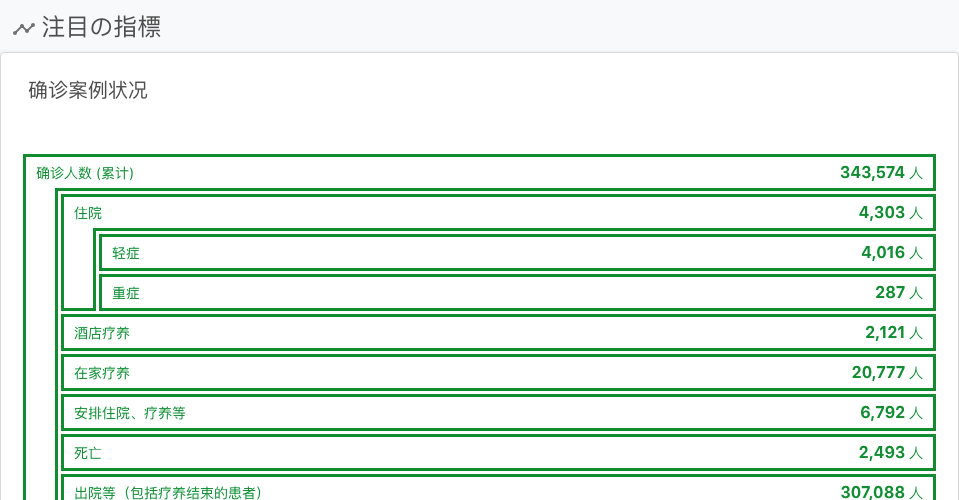 注目の指標
确诊案例状况
确诊人数 (累计) 343,574 人
住院 4,303 人
轻症 4,016 人
重症 287 人
酒店疗养 2,121 人
在家疗养 20,777 人
安排住院、疗养等 6,792 人
死亡 2,493 人
出院等（包括疗养结束的患者） 307,088 人